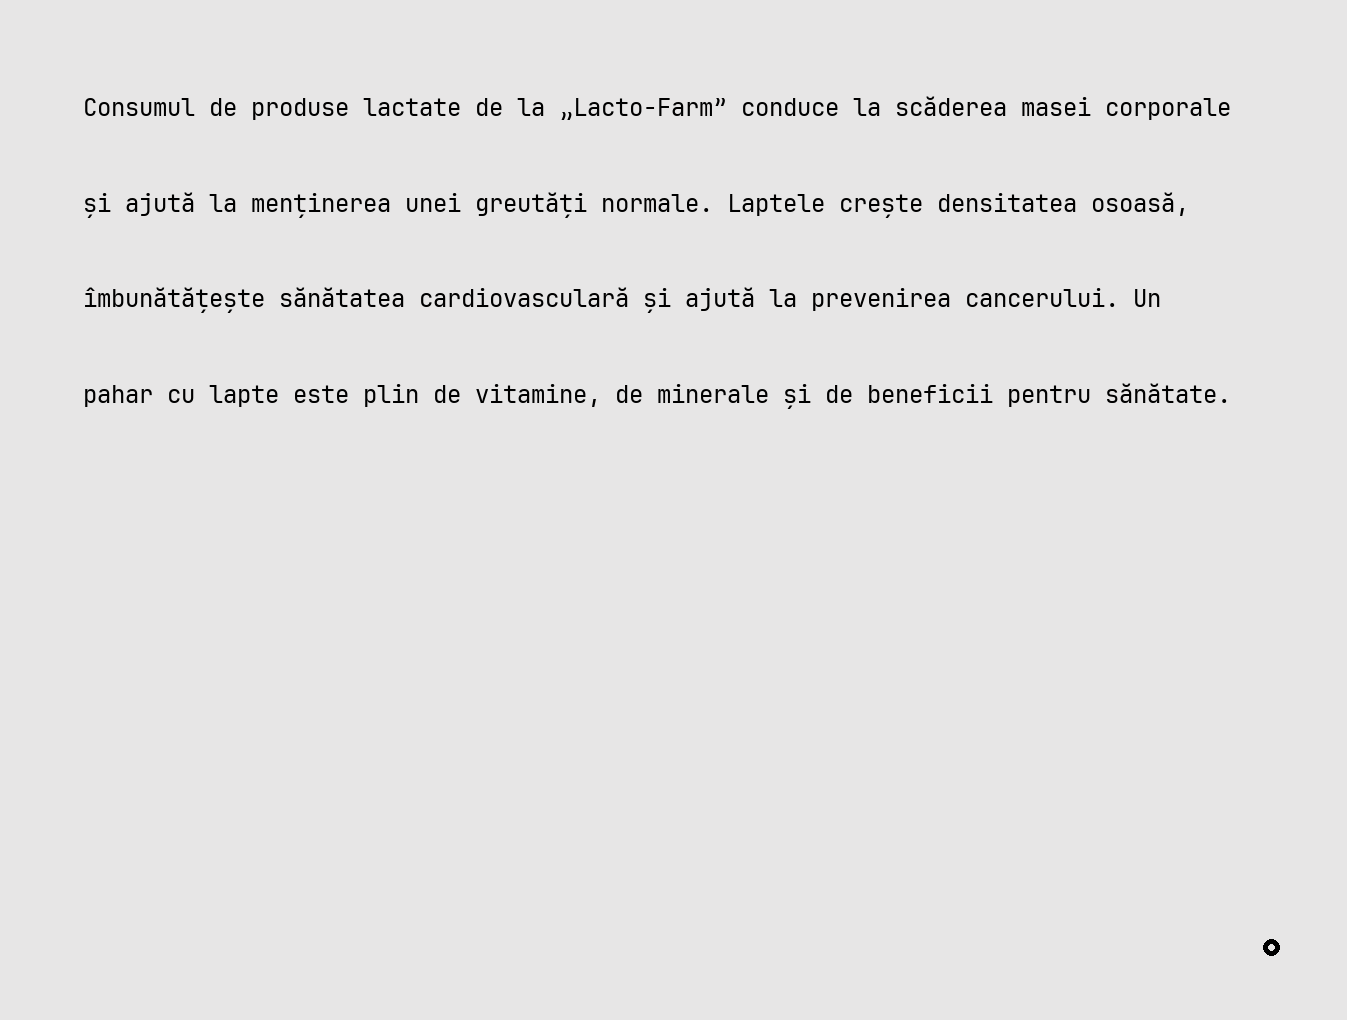 Consumul de produse lactate de la „Lacto-Farm” conduce la scăderea masei corporale
și ajută la menținerea unei greutăți normale. Laptele crește densitatea osoasă,
îmbunătățește sănătatea cardiovasculară și ajută la prevenirea cancerului. Un
pahar cu lapte este plin de vitamine, de minerale și de beneficii pentru sănătate.